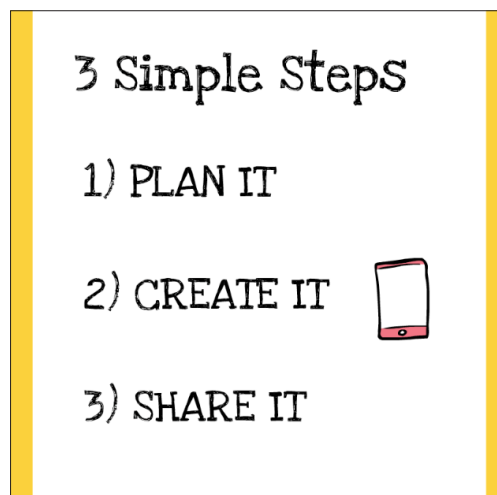 3 Simple Steps
1) PLAN IT
2) CREATE IT
3) SHARE IT